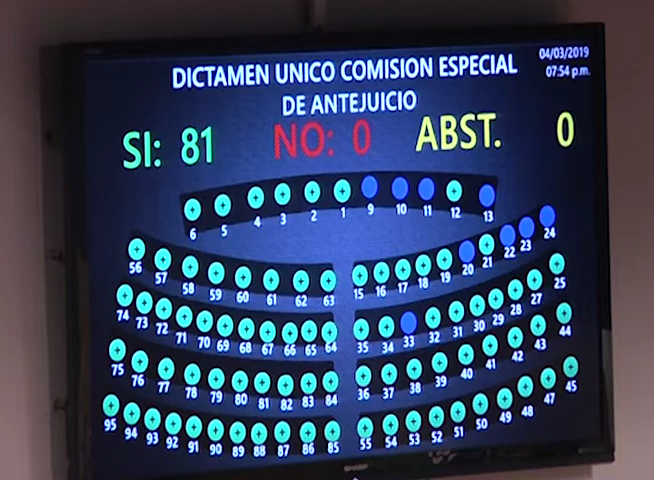 04/03/2019
DICTAMEN UNICO COMISION ESPECIAL
07:54 p.m.
DE ANTEJUICIO
SI: 81 NO: 0 ABST. 0
6 5 4 3 2 1 9 10 11 12 13
56 57 58 59 60 61 62 63 15 16 17 18 19 20 21 22 23 24
74 73 72 71 70 69 68 67 66 65 64 35 34 33 32 31 30 29 28 27 25
75 76 77 78 79 80 81 82 83 84 36 37 38 39 40 41 42 43 44
95 94 93 92 91 90 89 88 87 86 85 55 54 53 52 51 50 49 48 47 45
SHARP